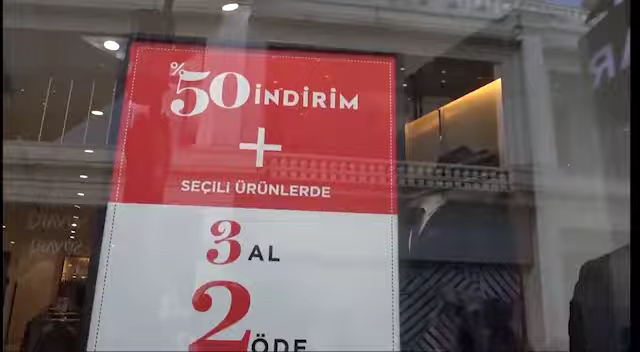 %50 İNDİRİM
+
SEÇİLİ ÜRÜNLERDE
3 AL
2 ÖDE